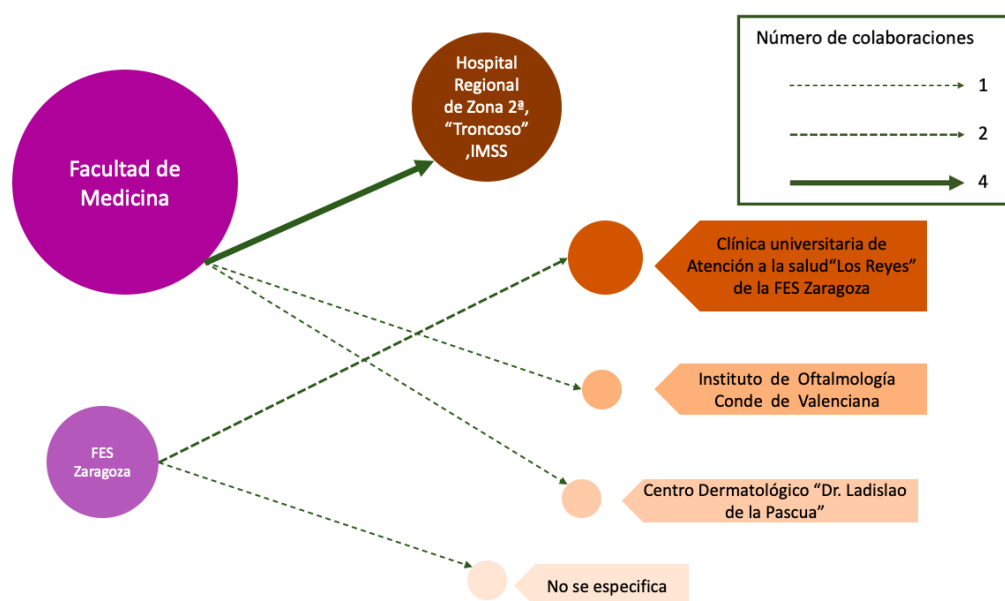 Facultad de
Medicina
Hospital
Regional
de Zona 2ª,
“Troncoso”
,IMSS
Número de colaboraciones
1
2
4
Clínica universitaria de
Atención a la salud“Los Reyes”
de la FES Zaragoza
Instituto de Oftalmología
Conde de Valenciana
FES
Zaragoza
Centro Dermatológico “Dr. Ladislao
de la Pascua”
No se especifica